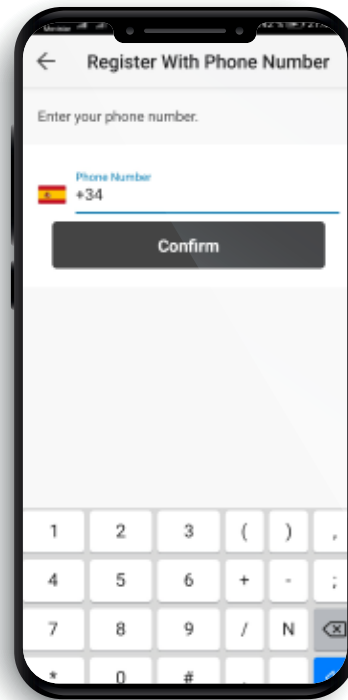 Register With Phone Number
Enter your phone number.
Phone Number
+34
Confirm
1 2 3 ( ) ,
4 5 6 + - ;
7 8 9 / N
* 0 # .